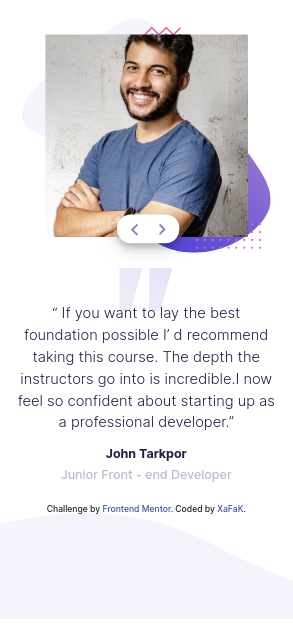 “ If you want to lay the best
foundation possible I’ d recommend
taking this course. The depth the
instructors go into is incredible.I now
feel so confident about starting up as
a professional developer.”
John Tarkpor
Junior Front - end Developer
Challenge by Frontend Mentor. Coded by XaFaK.